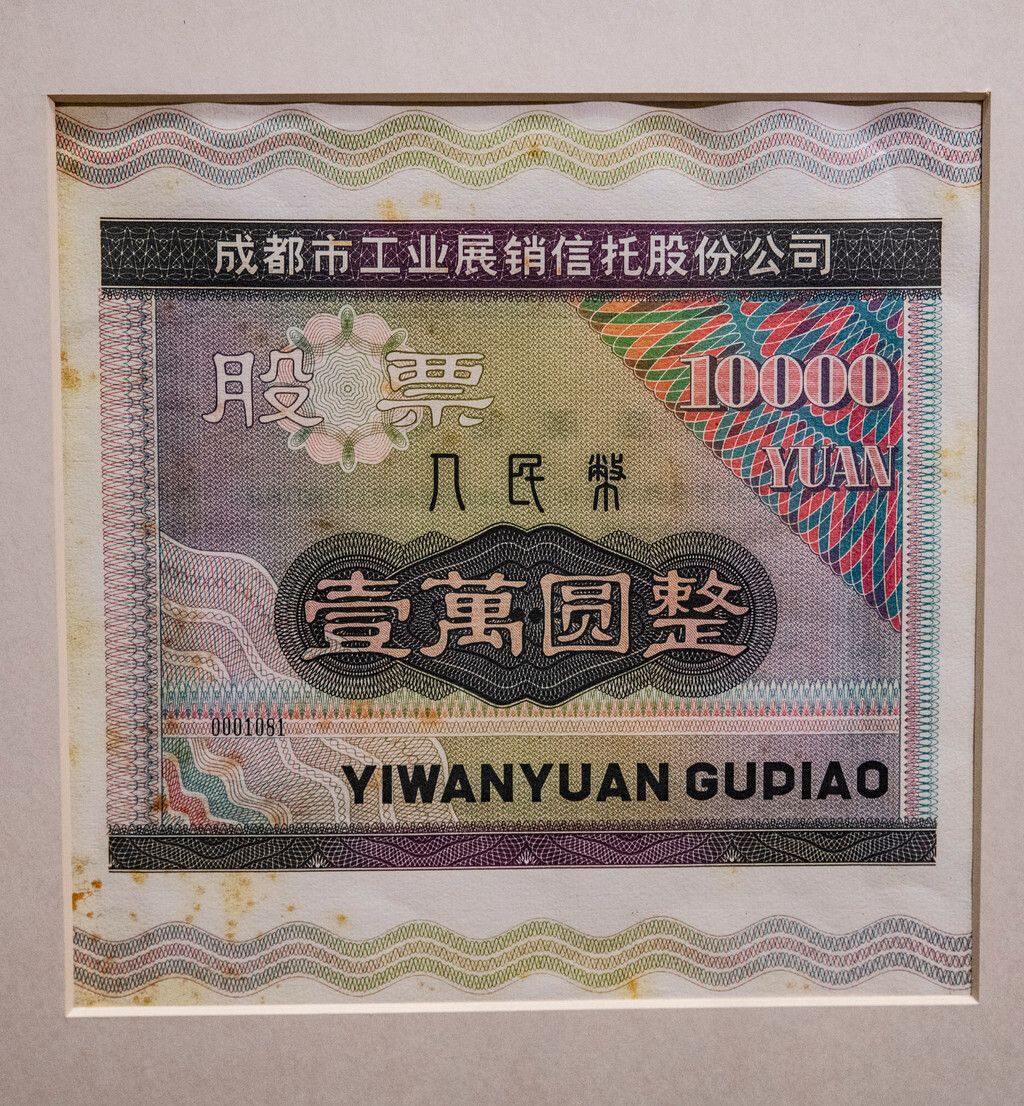 成都市工业展销信托股份公司
股票
10000
YUAN
人民幣
壹萬圆整
0001081
YIWANYUAN GUPIAO